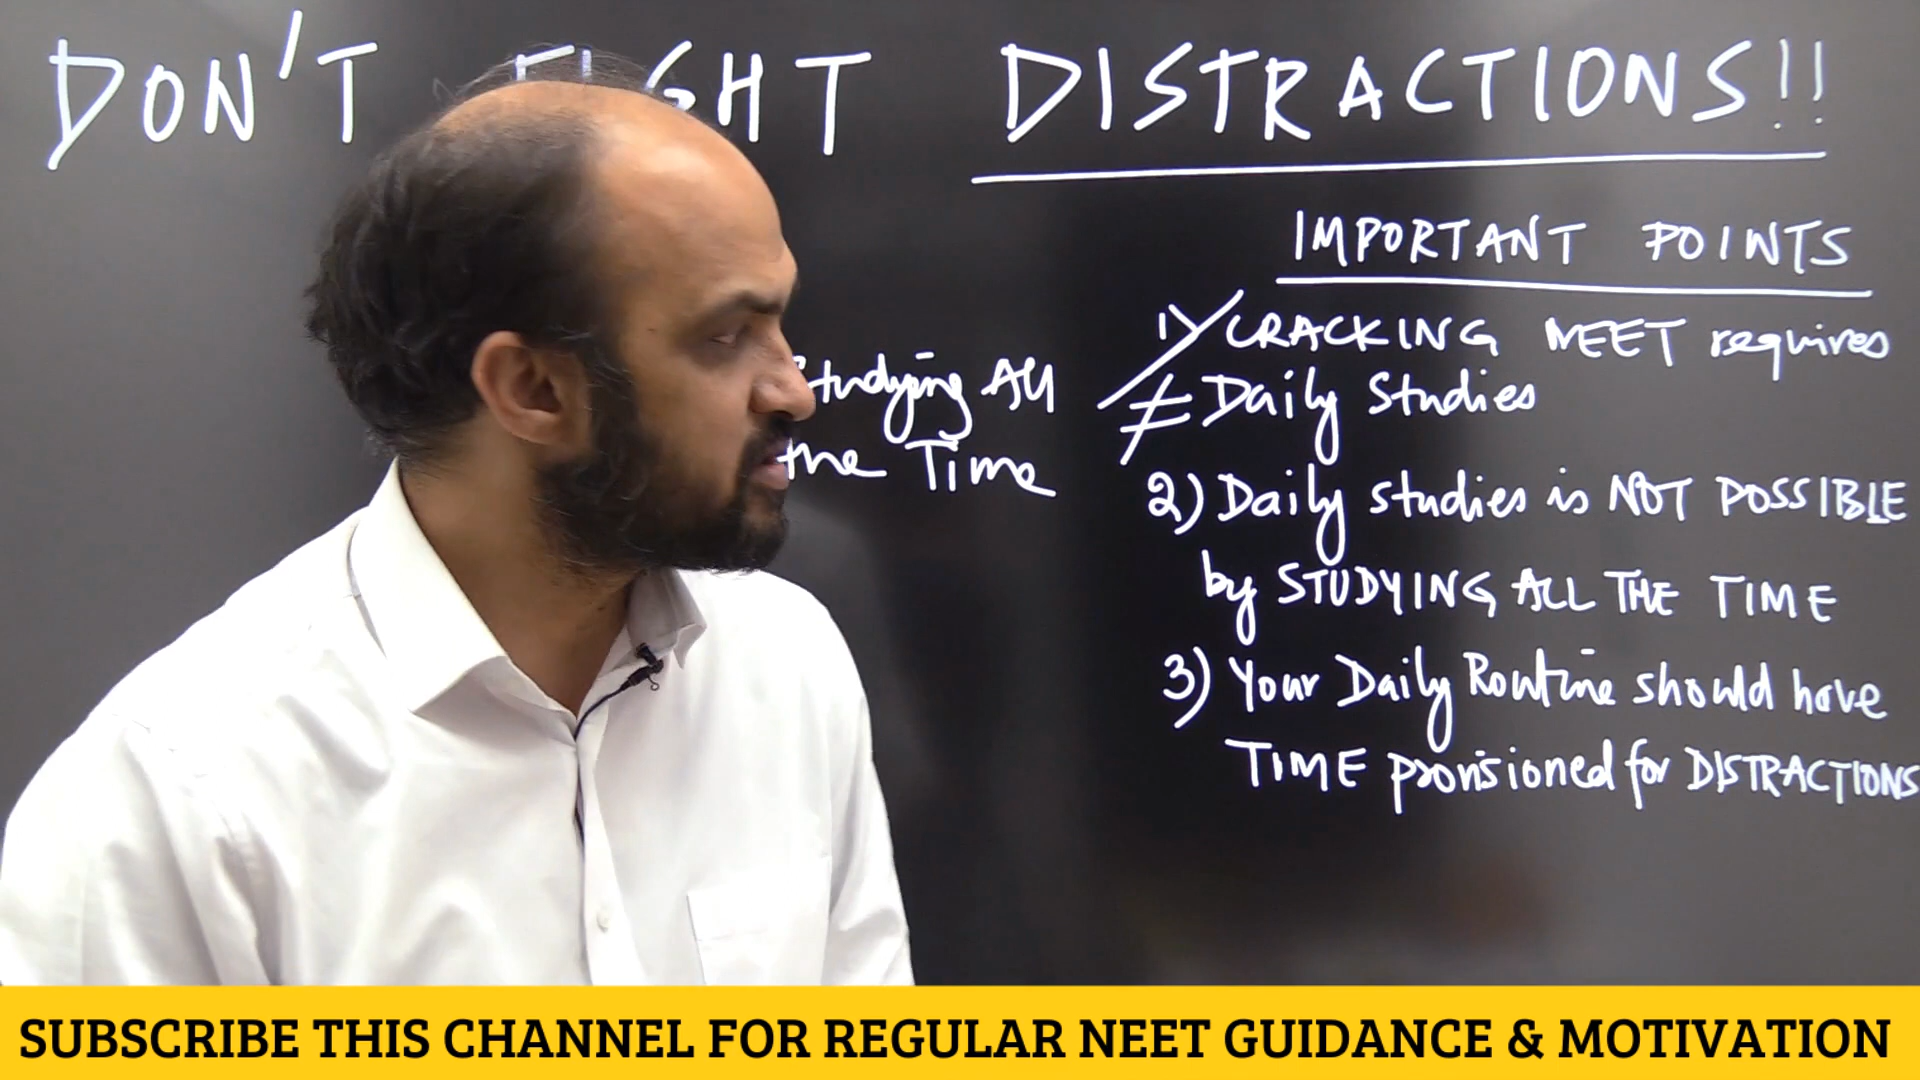 DON'T FIGHT DISTRACTIONS!!
IMPORTANT POINTS
1) CRACKING NEET requires
Studying All ≠ Daily Studies
the Time
2) Daily studies is NOT POSSIBLE
by STUDYING ALL THE TIME
3) Your Daily Routine should have
TIME provisioned for DISTRACTIONS
SUBSCRIBE THIS CHANNEL FOR REGULAR NEET GUIDANCE & MOTIVATION